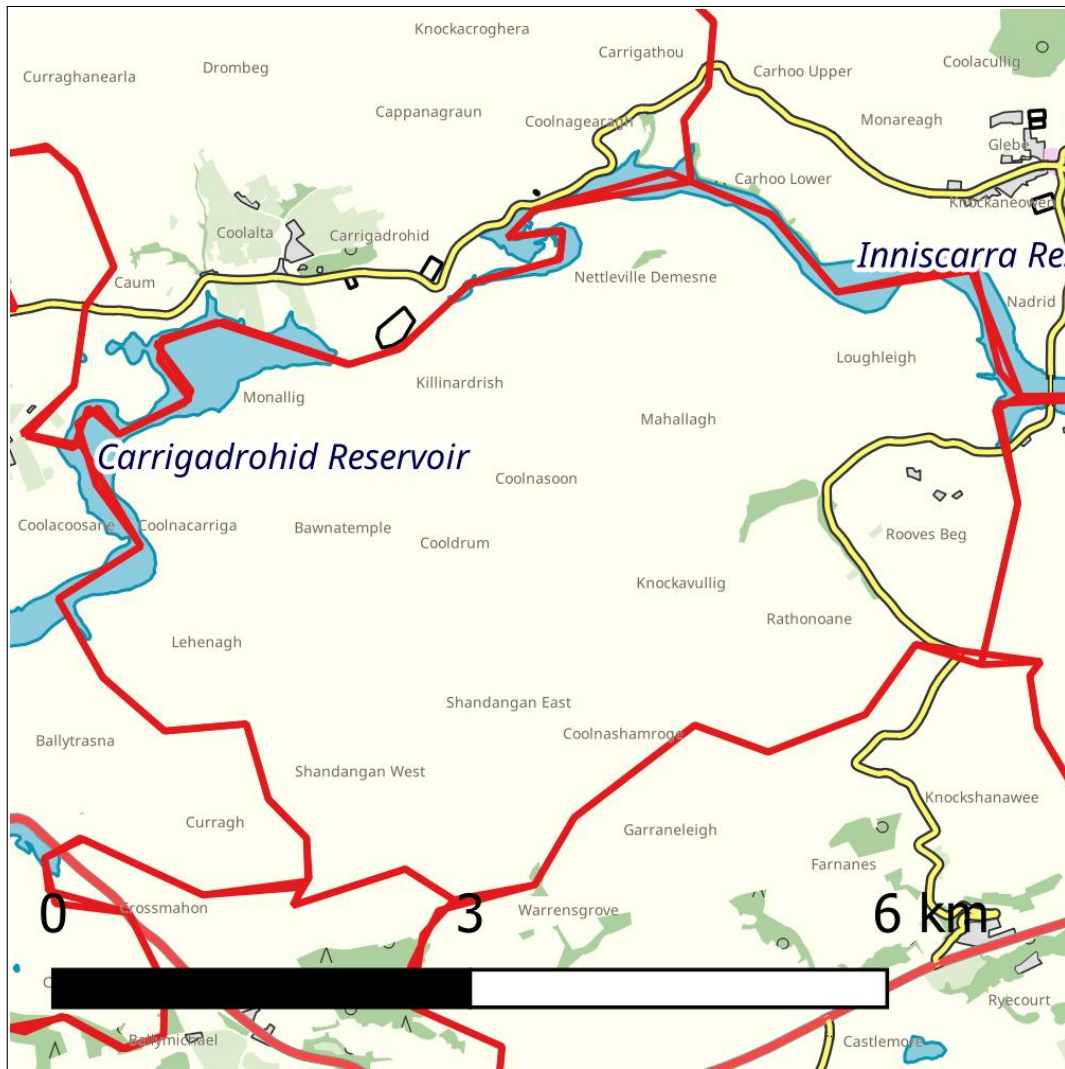 Knockacroghera
Carrigathou
Curraghanearla
Drombeg
Carhoo Upper
Coolacullig
Cappanagraun
Coolnagearagh
Monareagh
Glebe
Carhoo Lower
Knockaneowen
Coolalta
Carrigadrohid
Inniscarra Res
Caum
Nettleville Demesne
Nadrid
Loughleigh
Killinardrish
Monallig
Mahallagh
Carrigadrohid Reservoir
Coolnasoon
Coolacoosane
Coolnacarriga
Bawnatemple
Cooldrum
Rooves Beg
Knockavullig
Rathonoane
Lehenagh
Shandangan East
Ballytrasna
Coolnashamroge
Shandangan West
Knockshanawee
Curragh
Garraneleigh
Farnanes
Crossmahon
Warrensgrove
0 3 6 km
Ryecourt
Ballymichael
Castlemore